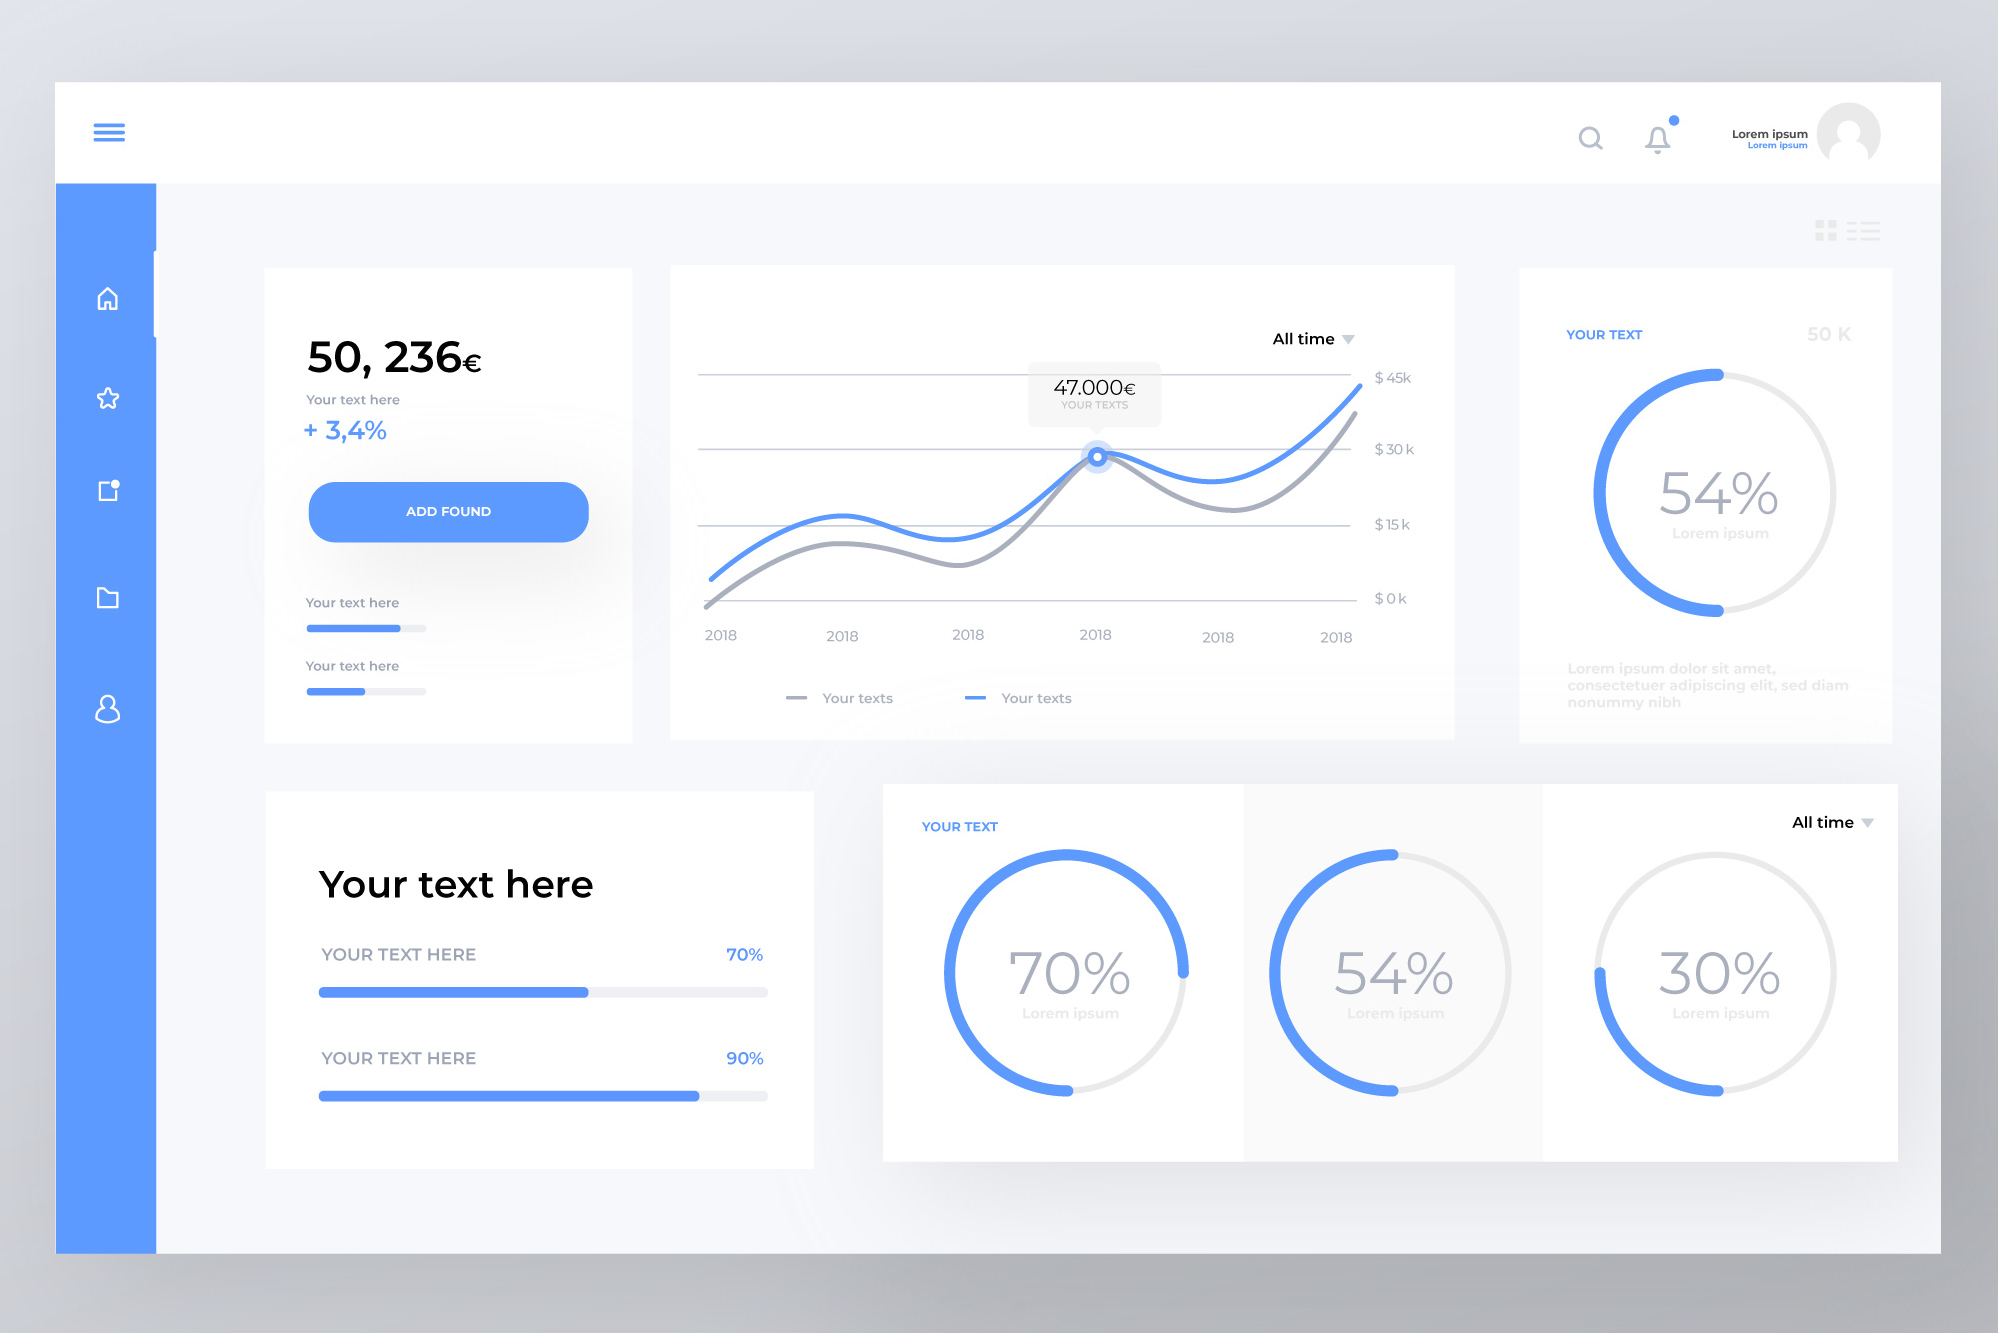 Lorem ipsum
Lorem ipsum
50, 236€
Your text here
+ 3,4%
ADD FOUND
Your text here
Your text here
All time
47.000€
YOUR TEXTS
$ 45k
$ 30 k
$ 15 k
$ 0 k
2018 2018 2018 2018 2018 2018
Your texts Your texts
YOUR TEXT 50 K
54%
Lorem ipsum
Lorem ipsum dolor sit amet,
consectetuer adipiscing elit, sed diam
nonummy nibh
Your text here
YOUR TEXT HERE 70%
YOUR TEXT HERE 90%
YOUR TEXT
All time
70%
Lorem ipsum
54%
Lorem ipsum
30%
Lorem ipsum